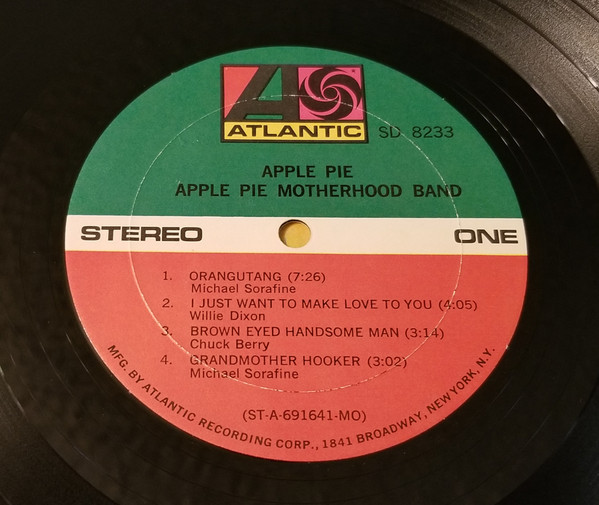 ATLANTIC
SD 8233
APPLE PIE
APPLE PIE MOTHERHOOD BAND
STEREO
ONE
1. ORANGUTANG (7:26)
Michael Sorafine
2. I JUST WANT TO MAKE LOVE TO YOU (4:05)
Willie Dixon
3. BROWN EYED HANDSOME MAN (3:14)
Chuck Berry
4. GRANDMOTHER HOOKER (3:02)
Michael Sorafine
(ST-A-691641-MO)
MFG. BY ATLANTIC RECORDING CORP., 1841 BROADWAY, NEW YORK, N.Y.